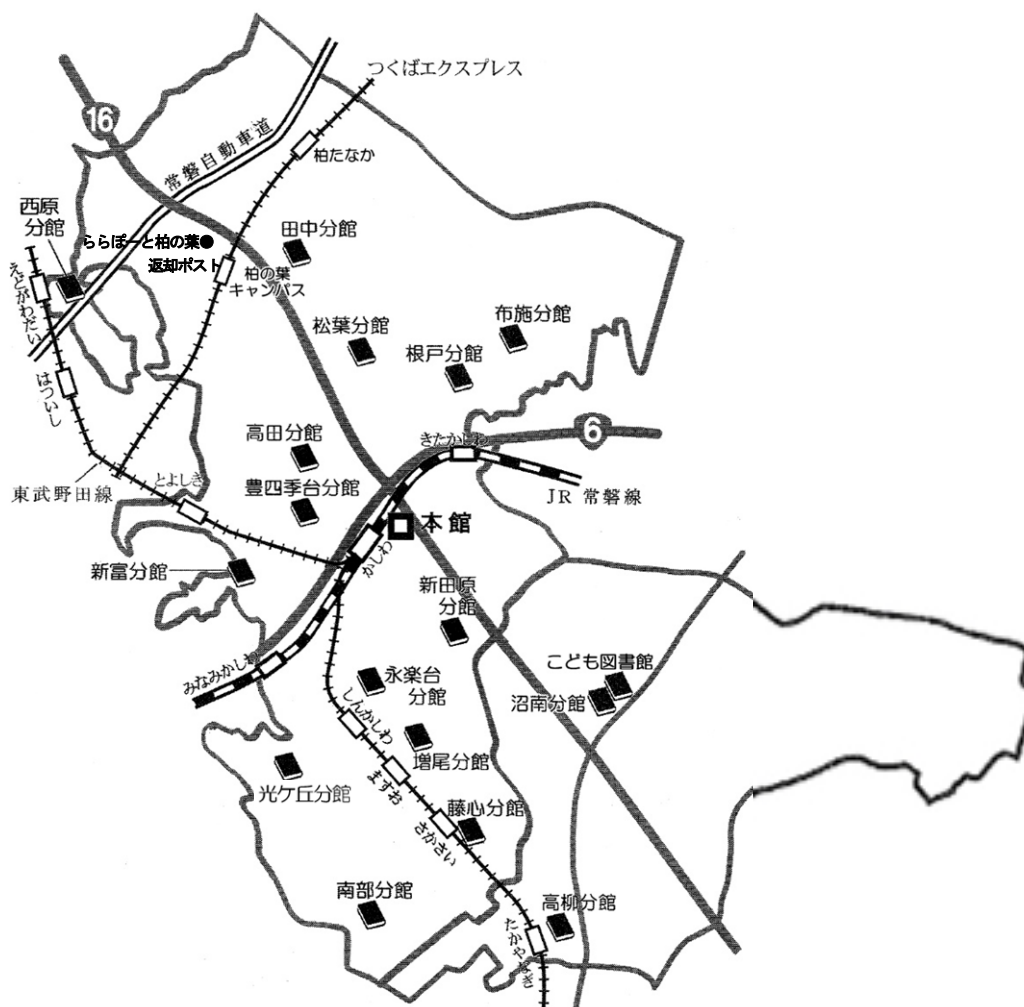 つくばエクスプレス
16
常磐自動車道
柏たなか
西原
分館
田中分館
ららぽーと柏の葉●
返却ポスト
柏の葉
キャンパス
えどがわだい
松葉分館
布施分館
根戸分館
はついし
高田分館
きたかしわ
6
東武野田線
とよしき
豊四季台分館
JR 常磐線
本館
かしわ
新富分館
新田原
分館
みなみかしわ
永楽台
分館
こども図書館
沼南分館
しんかしわ
増尾分館
光ケ丘分館
ますお
藤心分館
さかさい
南部分館
高柳分館
たかやなぎ